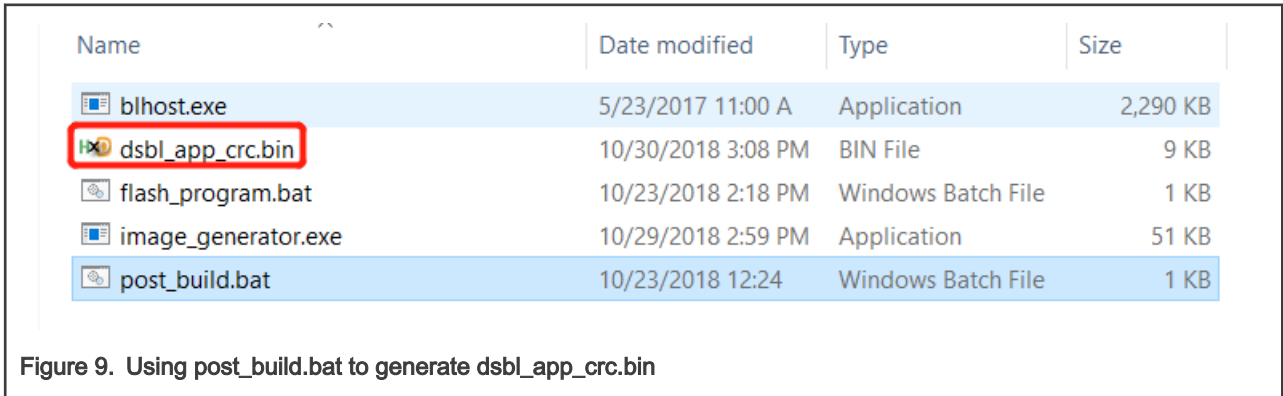 Name Date modified Type Size
blhost.exe 5/23/2017 11:00 A Application 2,290 KB
dsbl_app_crc.bin 10/30/2018 3:08 PM BIN File 9 KB
flash_program.bat 10/23/2018 2:18 PM Windows Batch File 1 KB
image_generator.exe 10/29/2018 2:59 PM Application 51 KB
post_build.bat 10/23/2018 12:24 Windows Batch File 1 KB
Figure 9. Using post_build.bat to generate dsbl_app_crc.bin